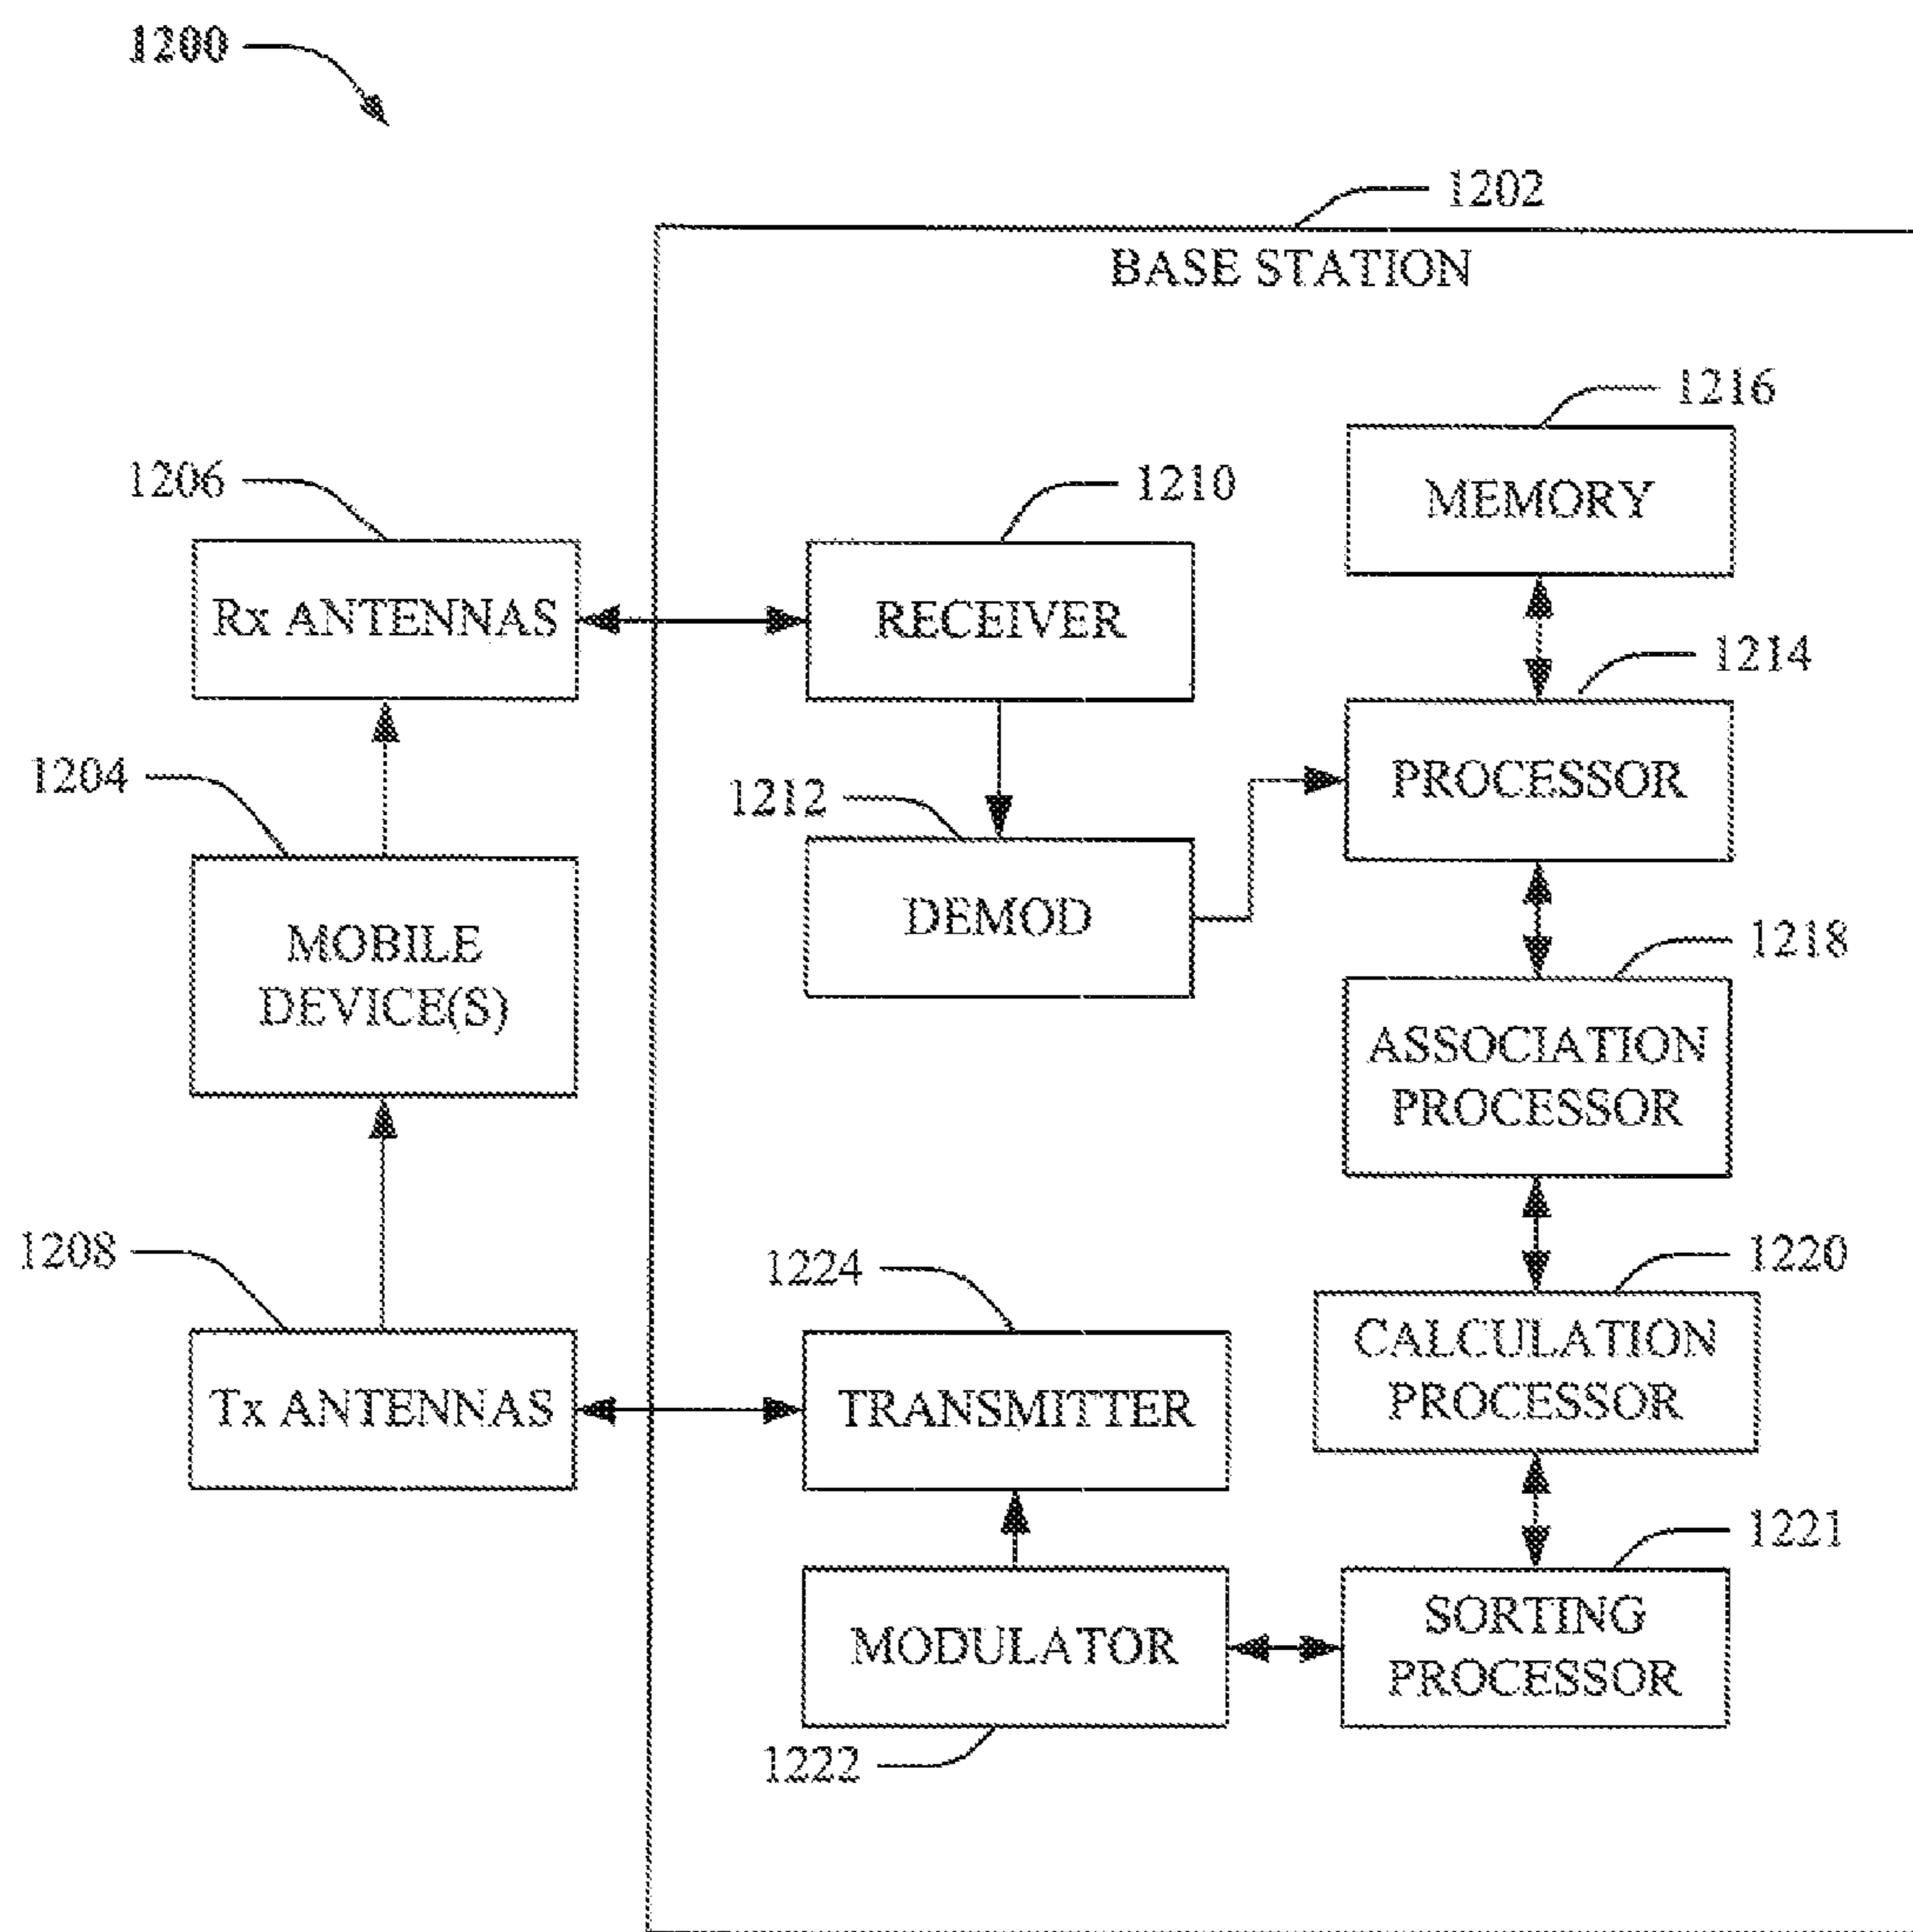 1200
1202
BASE STATION
1216
MEMORY
1206
1210
Rx ANTENNAS
RECEIVER
1214
PROCESSOR
1204
1212
MOBILE
DEVICE(S)
DEMOD
1218
ASSOCIATION
PROCESSOR
1208
1224
1220
Tx ANTENNAS
TRANSMITTER
CALCULATION
PROCESSOR
1221
MODULATOR
SORTING
PROCESSOR
1222